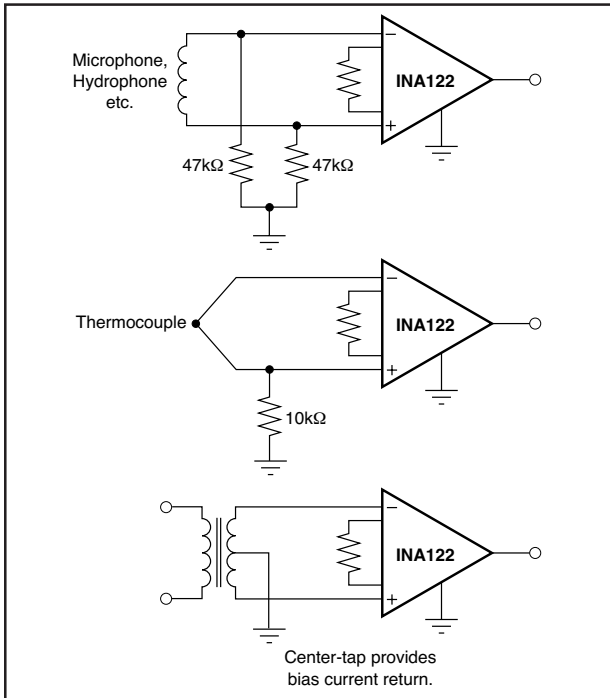 Microphone,
Hydrophone
etc.
−
INA122
+
47kΩ
47kΩ
−
Thermocouple
INA122
+
10kΩ
−
INA122
+
Center-tap provides
bias current return.